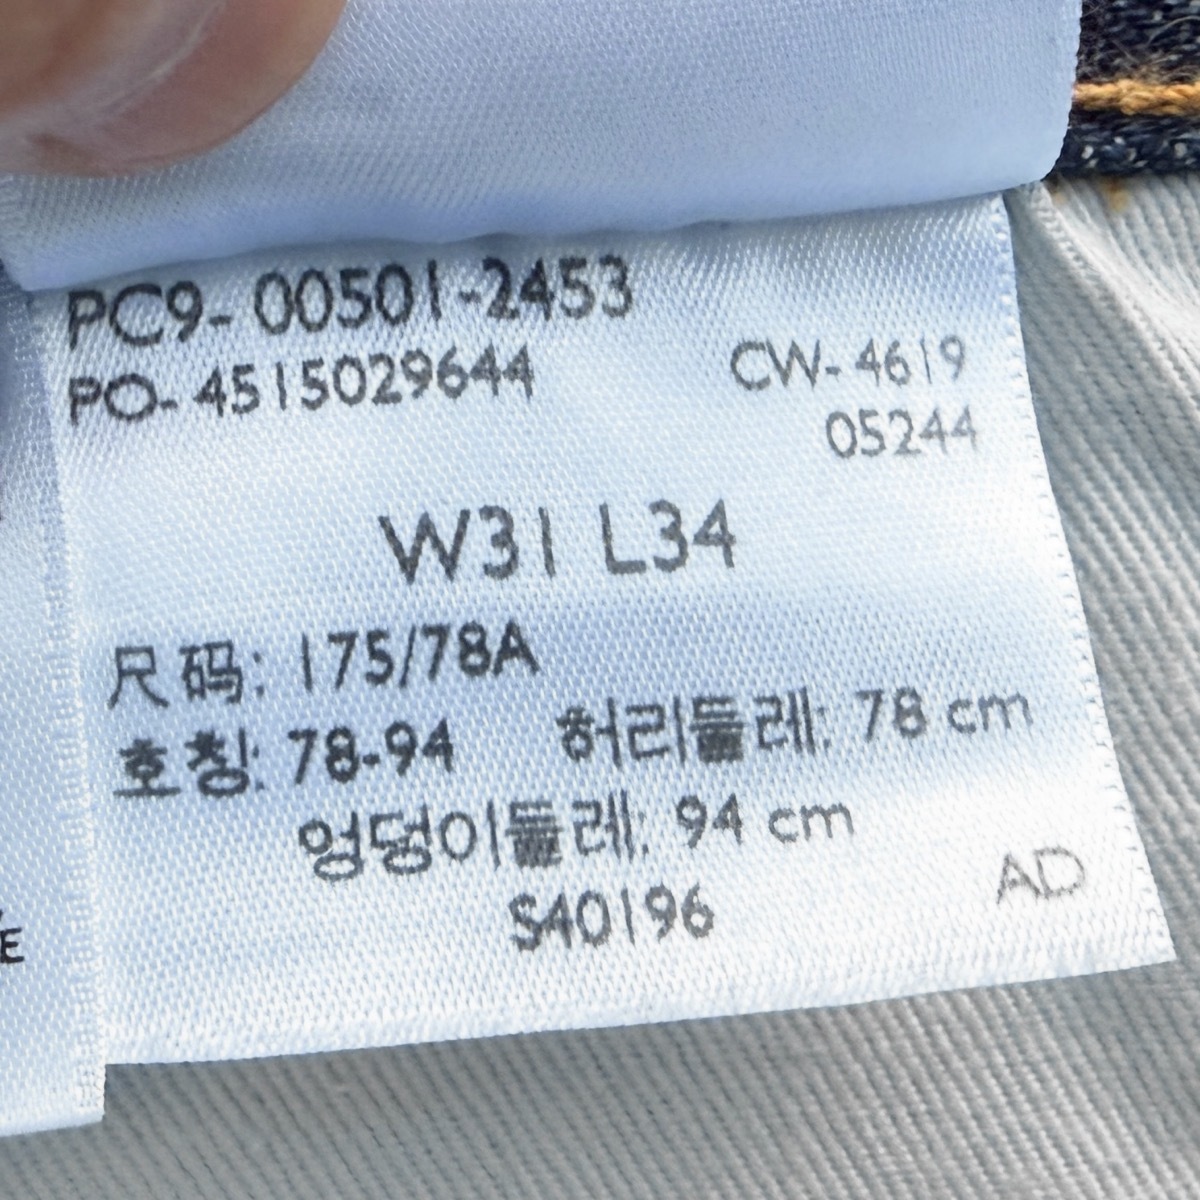 PC9- 00501-2453
PO- 4515029644
CW- 4619
05244
W31 L34
尺码: 175/78A
호칭: 78-94 허리둘레: 78 cm
엉덩이둘레: 94 cm
S40196
AD